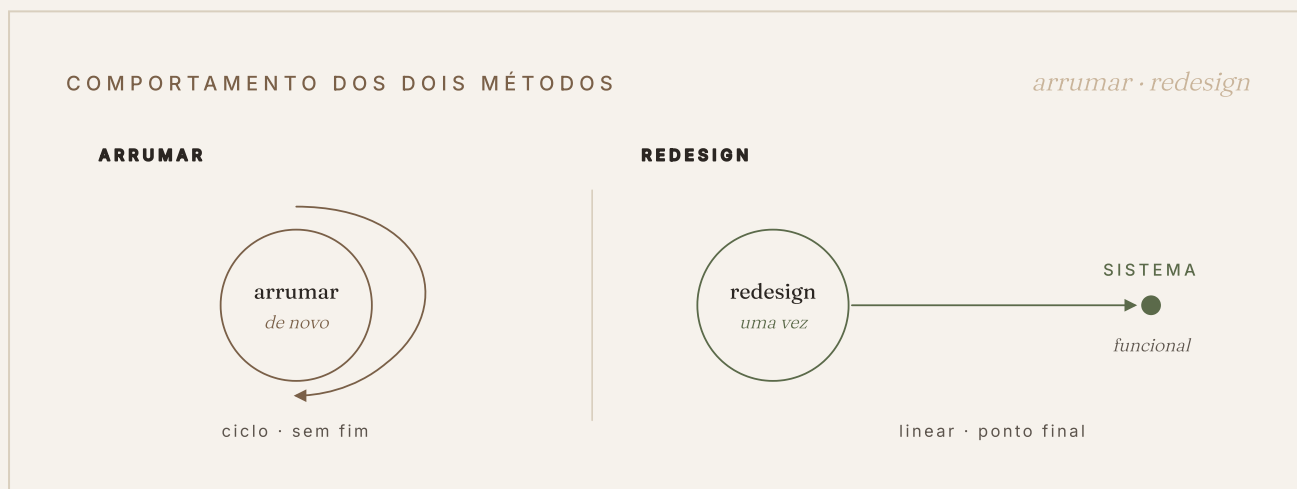 COMPORTAMENTO DOS DOIS MÉTODOS
arrumar · redesign
ARRUMAR
arrumar
de novo
ciclo · sem fim
REDESIGN
redesign
uma vez
SISTEMA
funcional
linear · ponto final